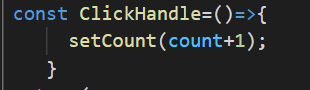 const ClickHandle=()=>{
setCount(count+1);
}